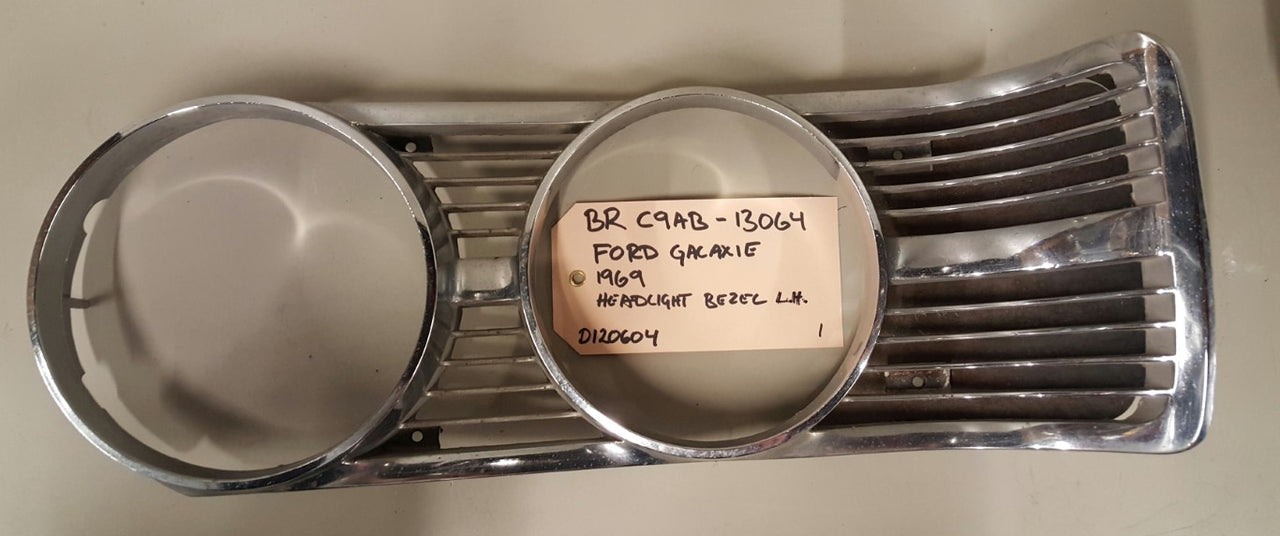 BR C9AB-13064
FORD GALAXIE
1969
HEADLIGHT BEZEL L.H.
D120604 1